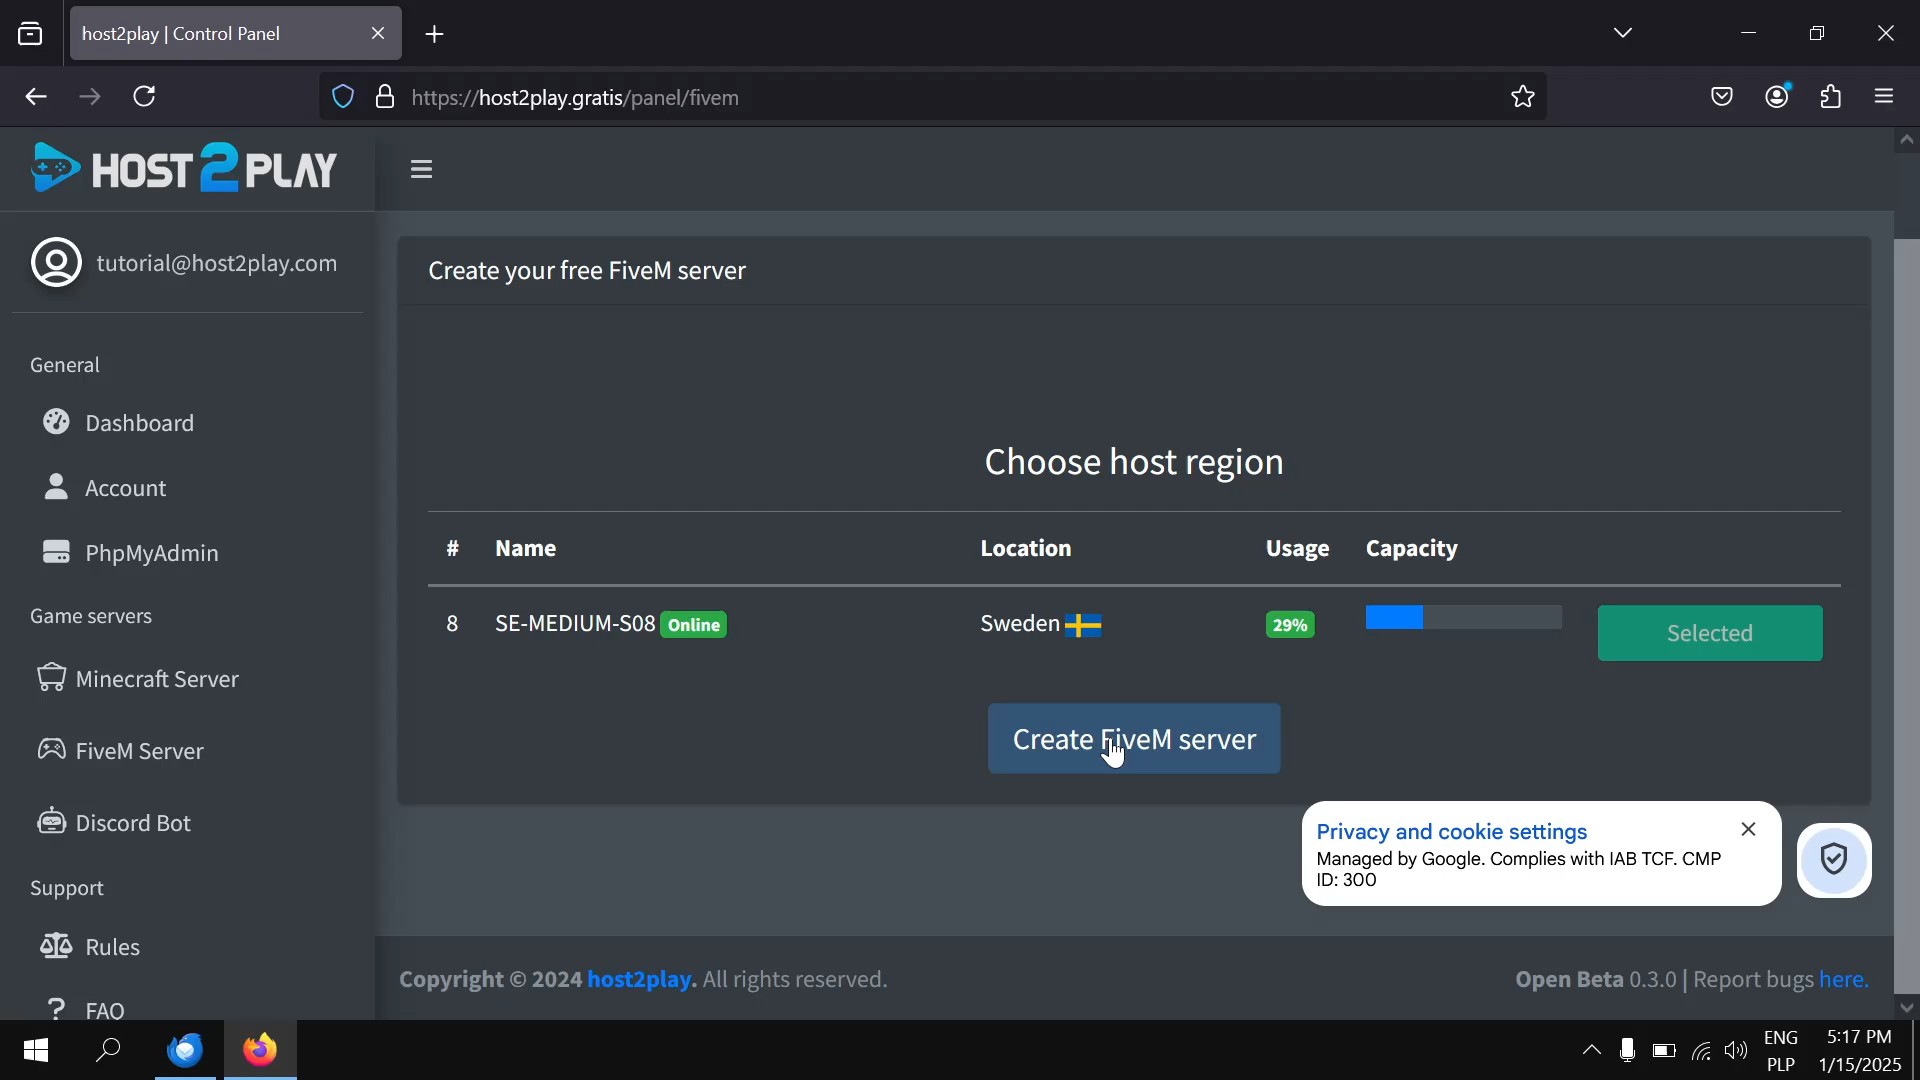 host2play | Control Panel
https://host2play.gratis/panel/fivem
HOST 2 PLAY
tutorial@host2play.com
General
Dashboard
Account
PhpMyAdmin
Game servers
Minecraft Server
FiveM Server
Discord Bot
Support
Rules
FAQ
Create your free FiveM server
Choose host region
# Name Location Usage Capacity
8 SE-MEDIUM-S08 Online Sweden 29% Selected
Create FiveM server
Privacy and cookie settings
Managed by Google. Complies with IAB TCF. CMP
ID: 300
Copyright © 2024 host2play. All rights reserved.
Open Beta 0.3.0 | Report bugs here.
ENG
PLP
5:17 PM
1/15/2025